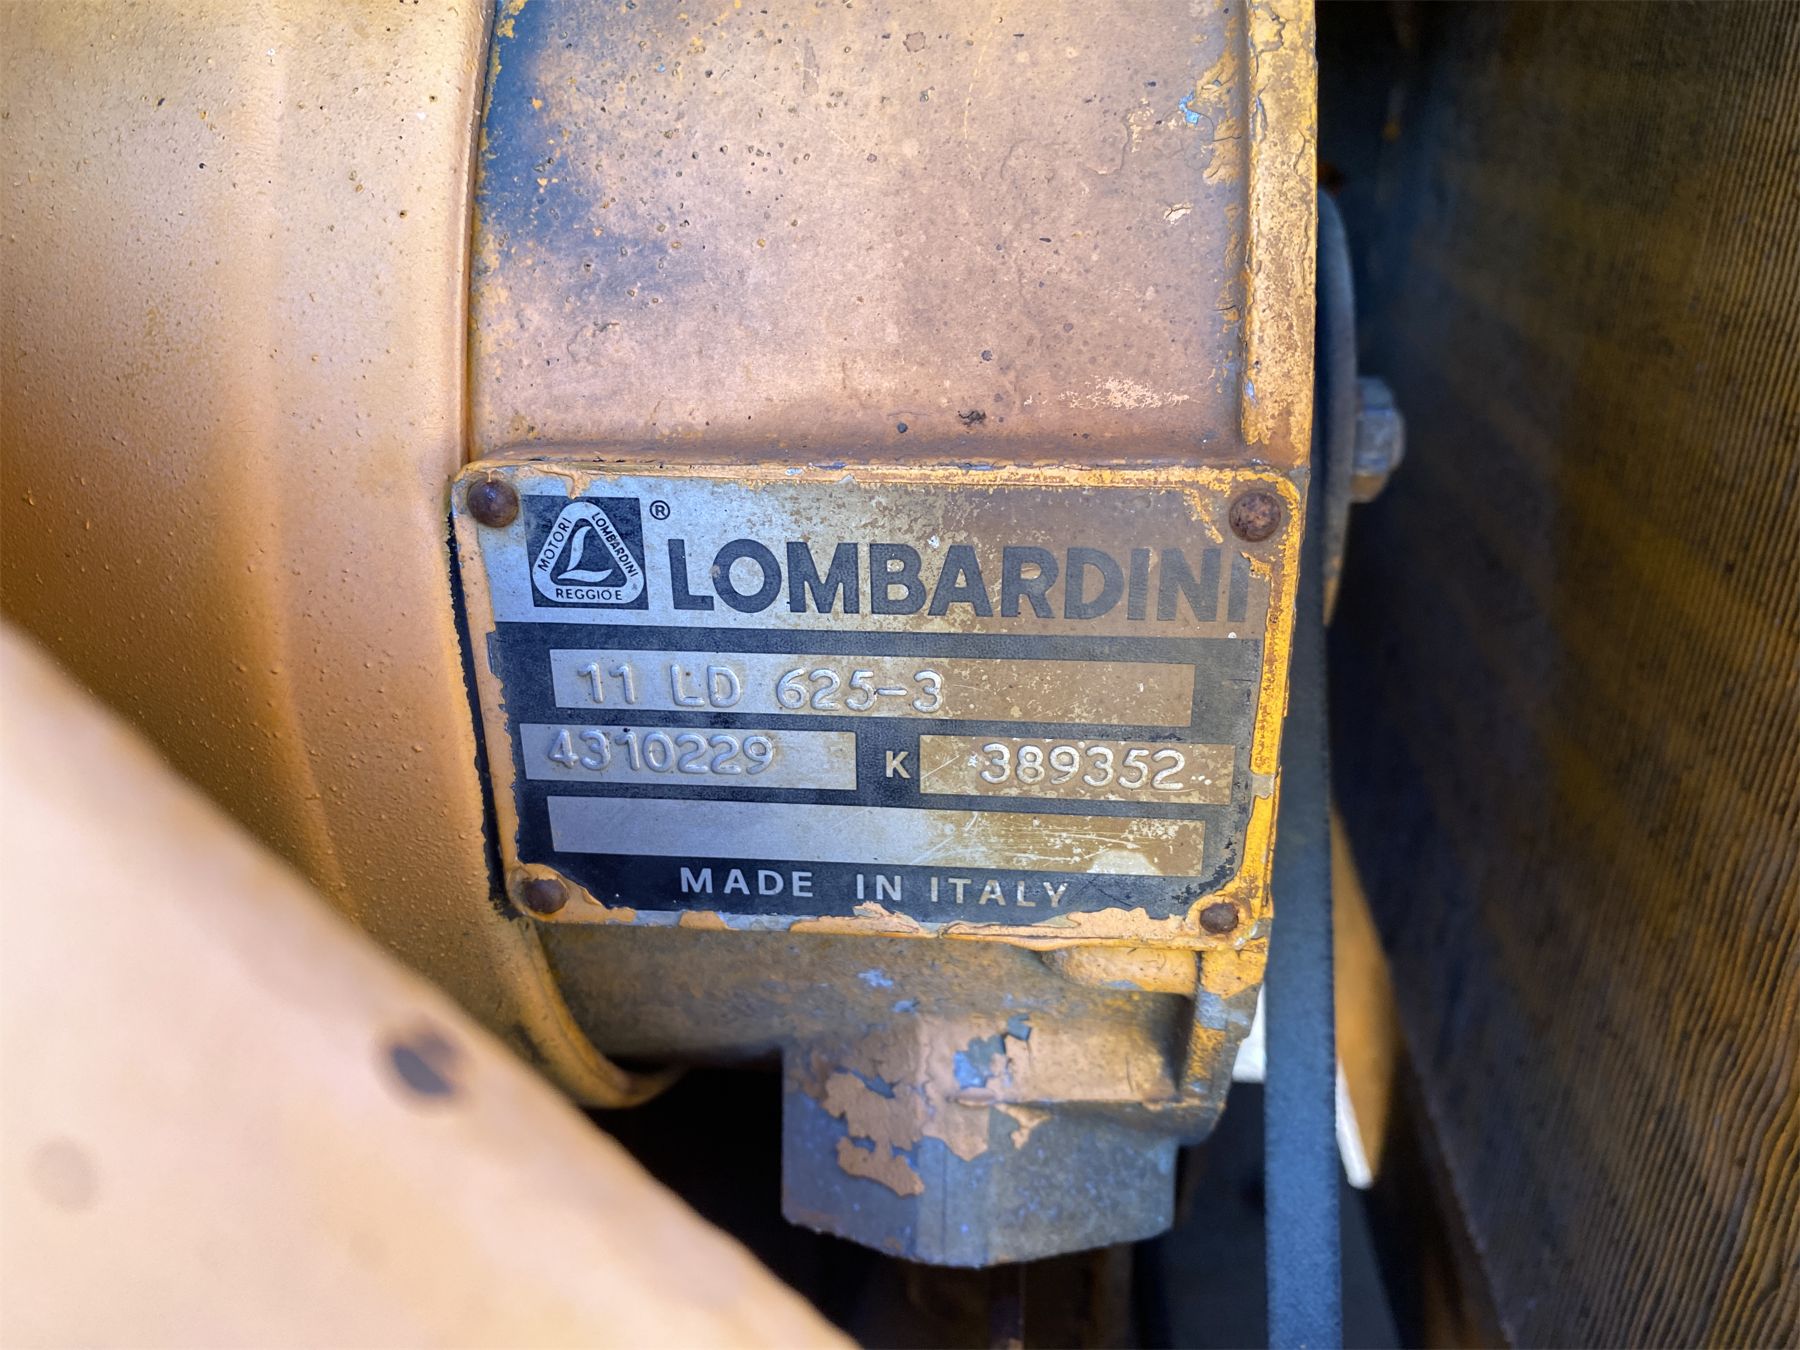 MOTORI LOMBARDINI
REGGIO E
®
LOMBARDINI
11 LD 625-3
4310229 K 389352
MADE IN ITALY